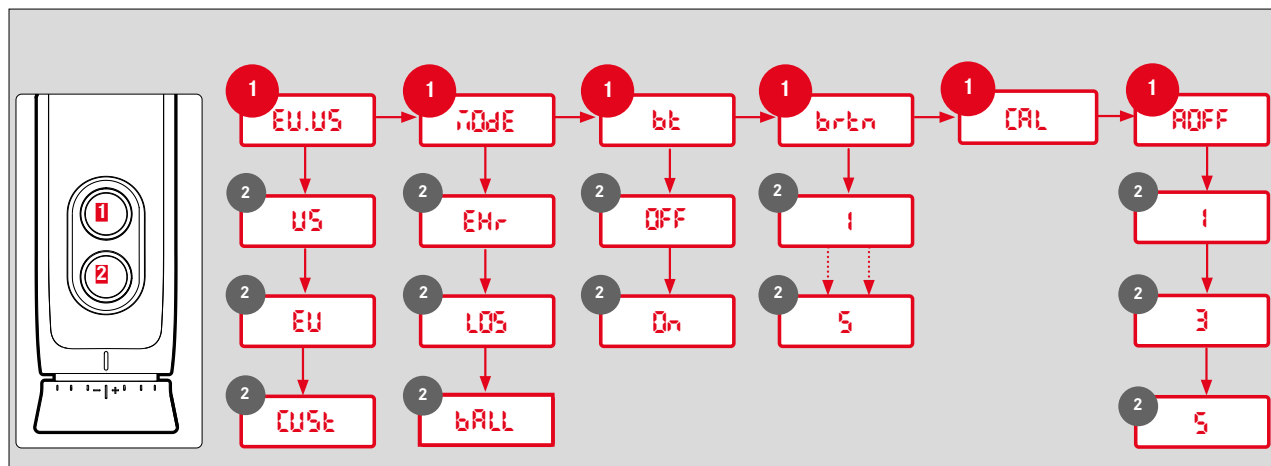 1 1 1 1 1 1
EU.US MOdE bt brtn CAL AOFF
2 2 2 2 2
US EHr OFF 1 1
1
2
2 2 2 2 2
EU LOS On 5 3
- +
2 2 2
CUSt bALL 5